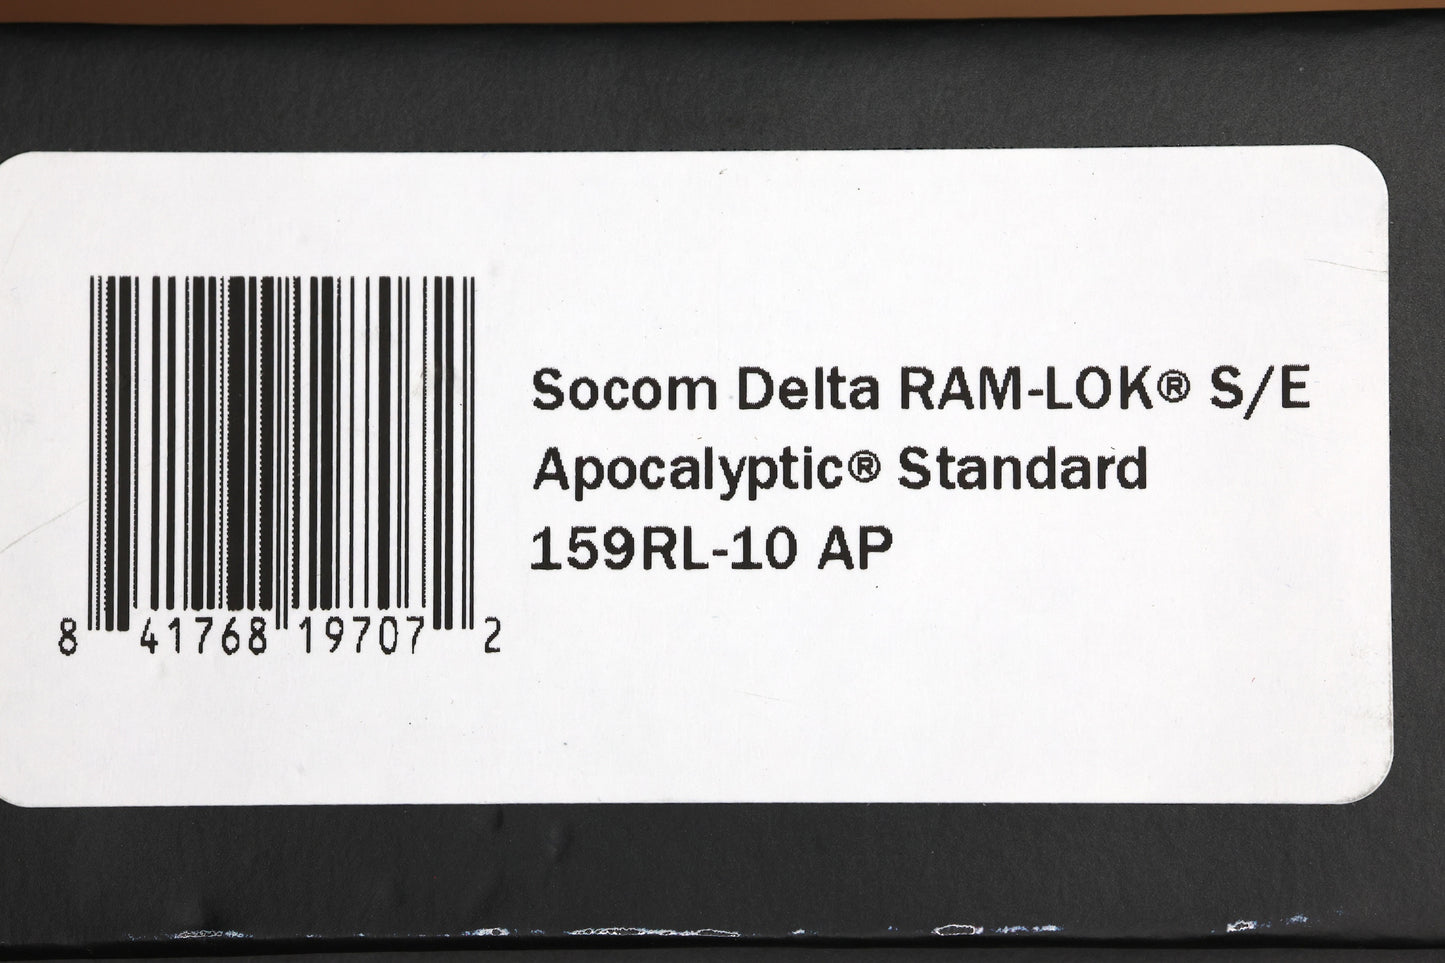 Socom Delta RAM-LOK® S/E
Apocalyptic® Standard
159RL-10 AP
8 41768 19707 2